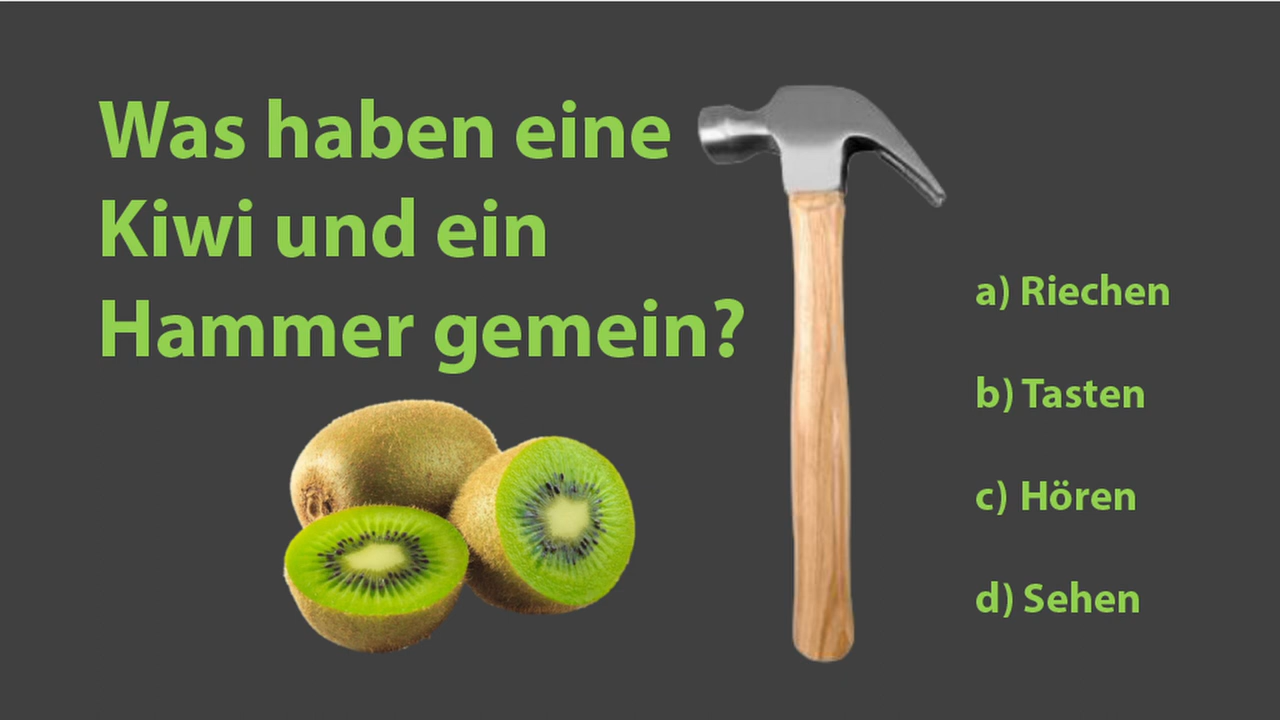 Was haben eine
Kiwi und ein
Hammer gemein?
a) Riechen
b) Tasten
c) Hören
d) Sehen